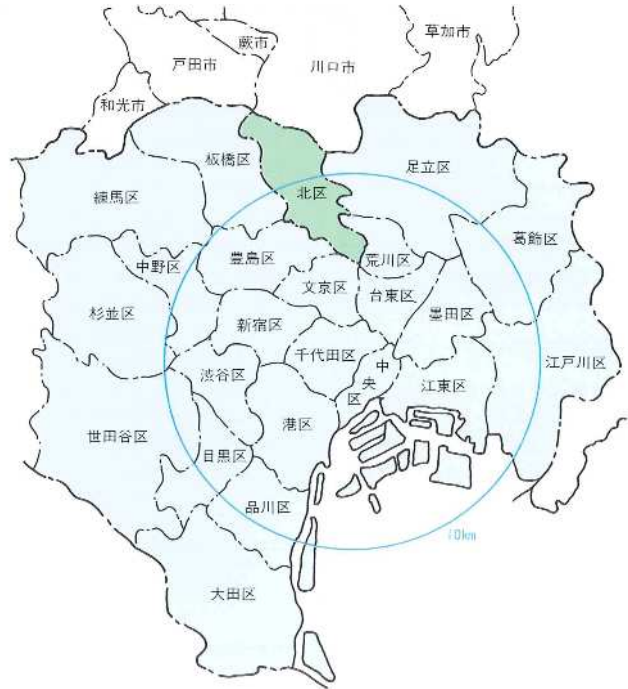 蕨市
草加市
戸田市
川口市
和光市
板橋区
足立区
北区
練馬区
葛飾区
豊島区
荒川区
中野区
文京区
台東区
杉並区
新宿区
墨田区
千代田区
江戸川区
渋谷区
中央区
江東区
世田谷区
港区
目黒区
品川区
10km
大田区